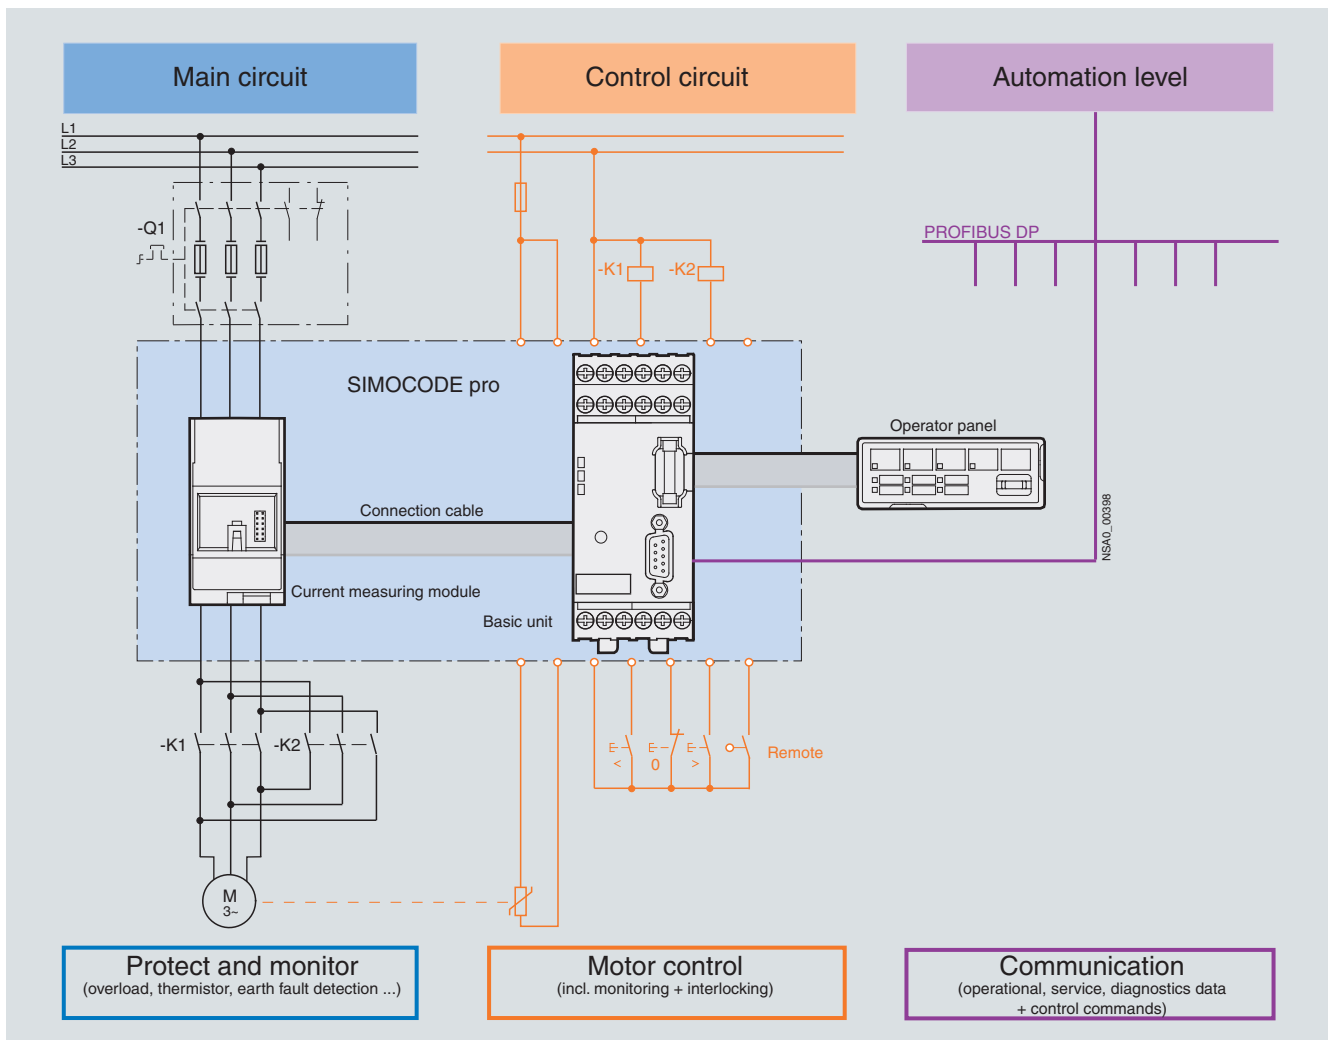 Main circuit
Control circuit
Automation level
L1
L2
L3
-Q1
-K1
-K2
PROFIBUS DP
SIMOCODE pro
Operator panel
Connection cable
Current measuring module
Basic unit
NSA0_00398
-K1
-K2
<
0
>
Remote
M
3~
Protect and monitor
(overload, thermistor, earth fault detection ...)
Motor control
(incl. monitoring + interlocking)
Communication
(operational, service, diagnostics data
+ control commands)